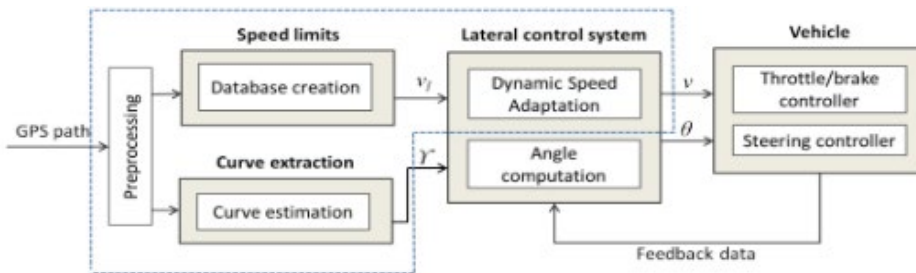 Speed limits
Lateral control system
Vehicle
Database creation
v_l
Dynamic Speed
Adaptation
v
Throttle/brake
controller
GPS path
Preprocessing
θ
Steering controller
Curve extraction
γ
Angle
computation
Curve estimation
Feedback data